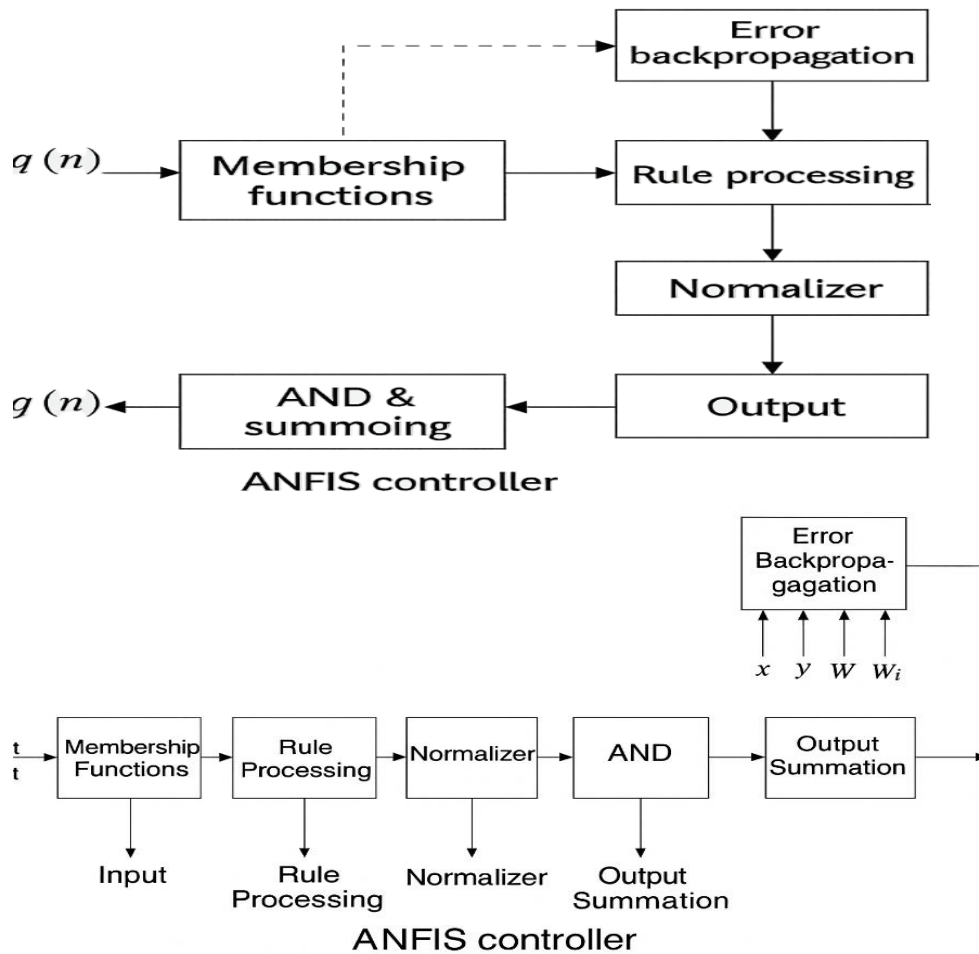 Error
backpropagation
q (n)
Membership
functions
Rule processing
Normalizer
q (n)
AND &
summoing
Output
ANFIS controller
Error
Backpropa-
gagation
x y W Wi
t
t
Membership
Functions
Rule
Processing
Normalizer
AND
Output
Summation
Input
Rule
Processing
Normalizer
Output
Summation
ANFIS controller